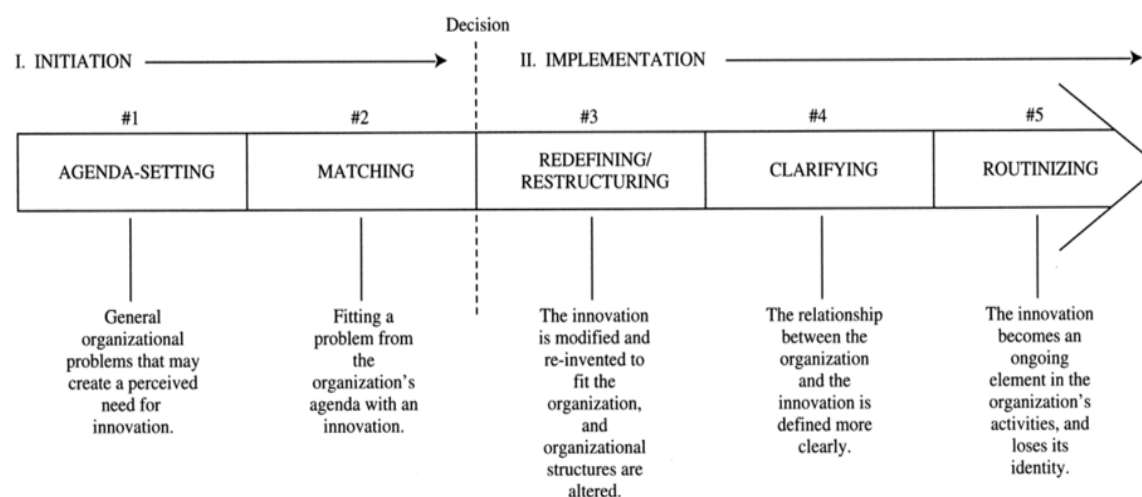 Decision
I. INITIATION
II. IMPLEMENTATION
#1
#2
#3
#4
#5
AGENDA-SETTING
MATCHING
REDEFINING/
RESTRUCTURING
CLARIFYING
ROUTINIZING
General
organizational
problems that may
create a perceived
need for
innovation.
Fitting a
problem from
the
organization's
agenda with an
innovation.
The innovation
is modified and
re-invented to
fit the
organization,
and
organizational
structures are
altered.
The relationship
between the
organization
and the
innovation is
defined more
clearly.
The innovation
becomes an
ongoing
element in the
organization's
activities, and
loses its
identity.